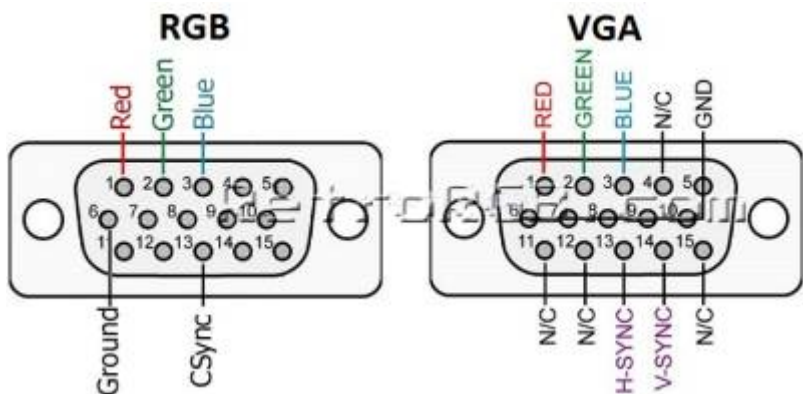 RGB
Red Green Blue
1 2 3 4 5
6 7 8 9 10
11 12 13 14 15
Ground CSync
VGA
RED GREEN BLUE N/C GND
1 2 3 4 5
6 7 8 9 10
11 12 13 14 15
N/C N/C H-SYNC V-SYNC N/C